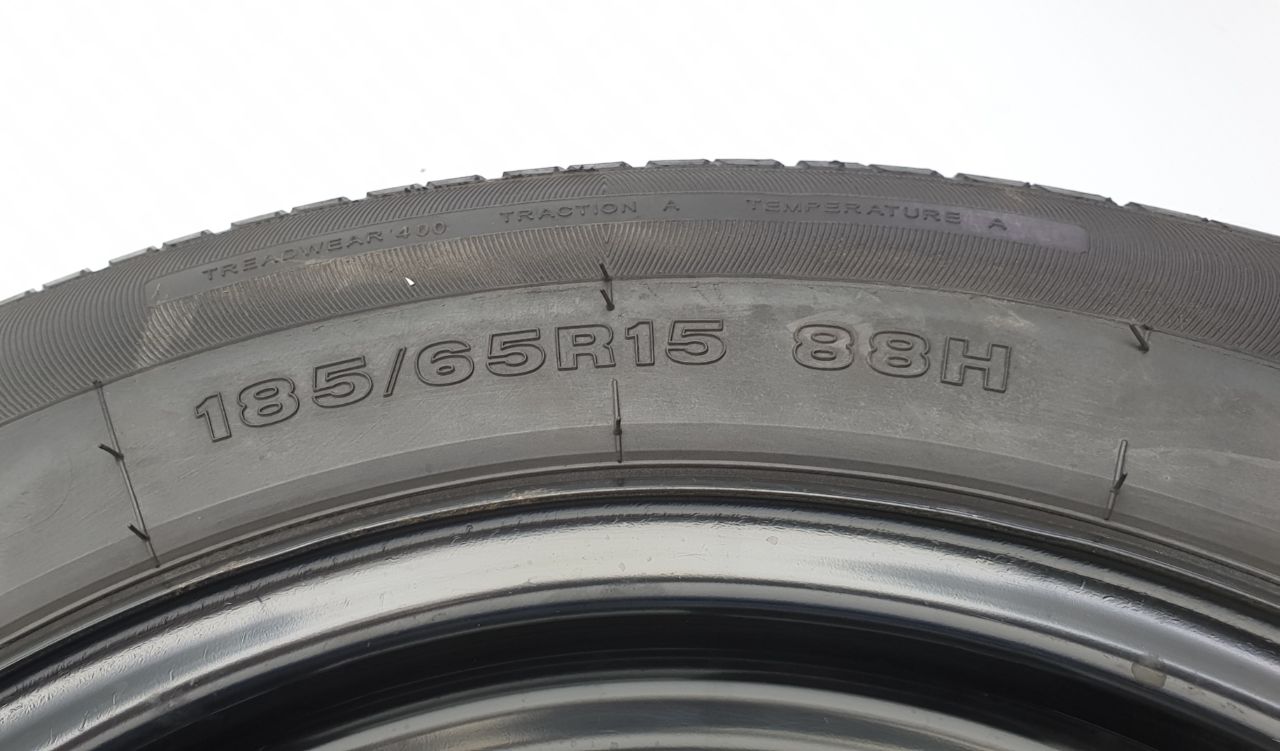 TREADWEAR 400 TRACTION A TEMPERATURE A
185/65R15 88H